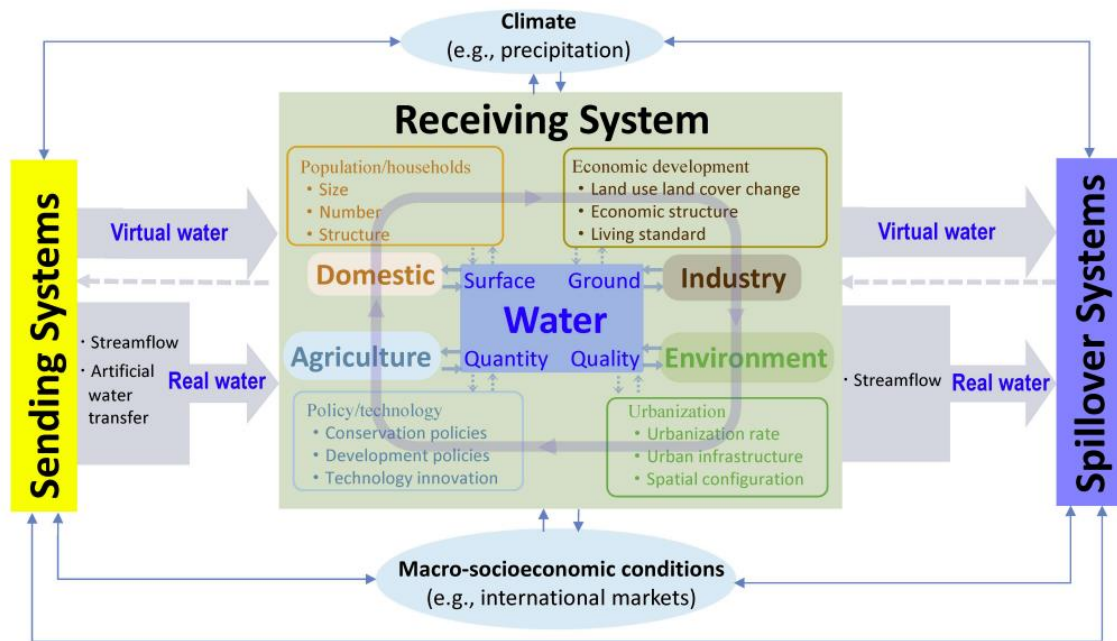 Climate
(e.g., precipitation)
Receiving System
Sending Systems
Virtual water
· Streamflow
· Artificial
water
transfer
Real water
Population/households
• Size
• Number
• Structure
Economic development
• Land use land cover change
• Economic structure
• Living standard
Domestic
Surface
Ground
Industry
Water
Agriculture
Quantity
Quality
Environment
Policy/technology
• Conservation policies
• Development policies
• Technology innovation
Urbanization
• Urbanization rate
• Urban infrastructure
• Spatial configuration
Virtual water
· Streamflow
Real water
Spillover Systems
Macro-socioeconomic conditions
(e.g., international markets)